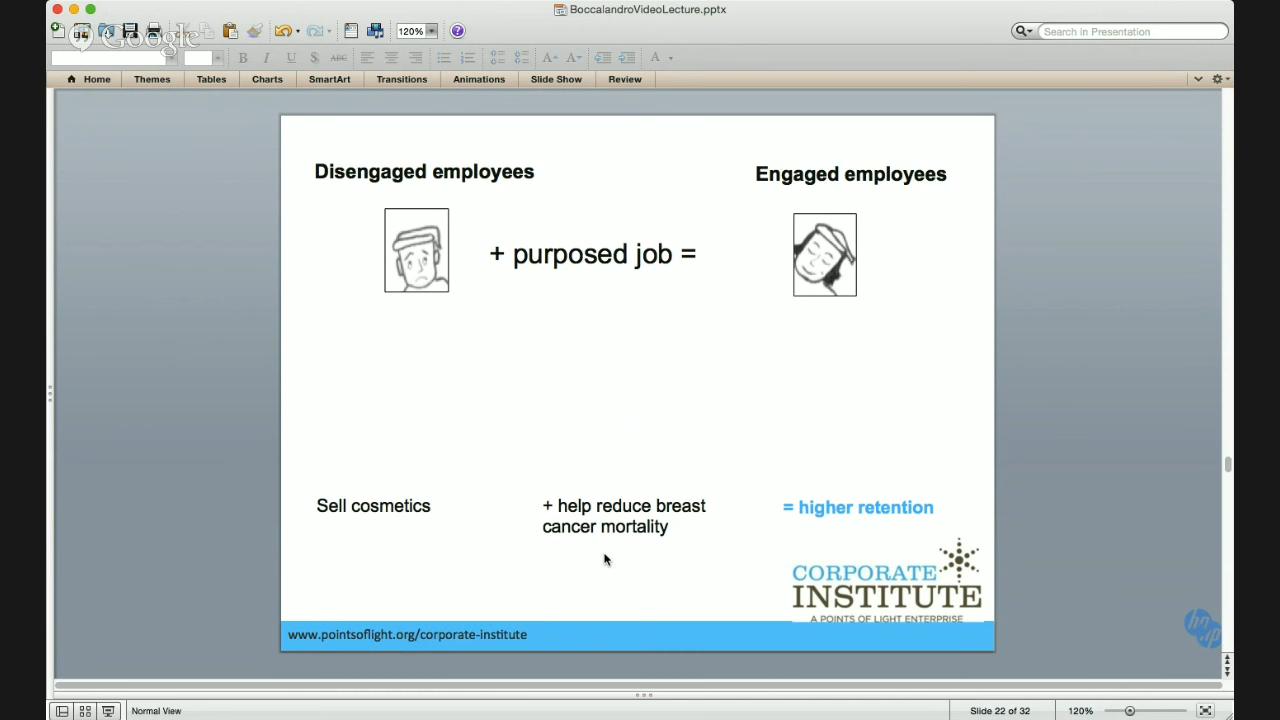 BoccalandroVideoLecture.pptx
Google
120%
Search in Presentation
B I U S ABC A A A
Home Themes Tables Charts SmartArt Transitions Animations Slide Show Review
Disengaged employees
Engaged employees
+ purposed job =
Sell cosmetics
+ help reduce breast
cancer mortality
= higher retention
CORPORATE
INSTITUTE
A POINTS OF LIGHT ENTERPRISE
www.pointsoflight.org/corporate-institute
Normal View
Slide 22 of 32
120%